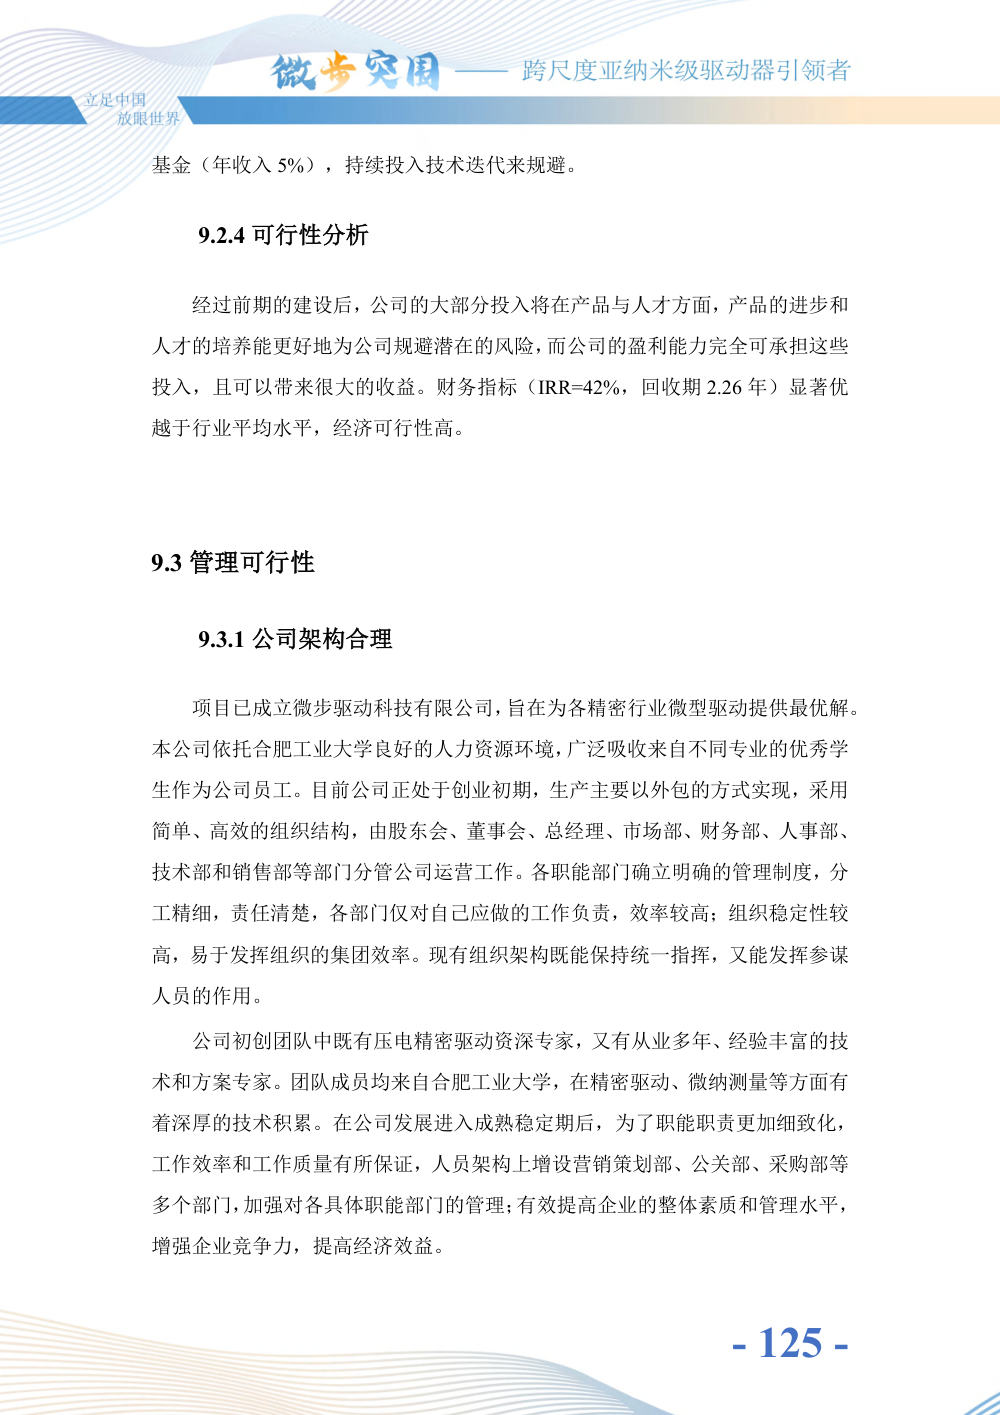 微步突围 —— 跨尺度亚纳米级驱动器引领者
立足中国
放眼世界
基金（年收入 5%），持续投入技术迭代来规避。
9.2.4 可行性分析
经过前期的建设后，公司的大部分投入将在产品与人才方面，产品的进步和
人才的培养能更好地为公司规避潜在的风险，而公司的盈利能力完全可承担这些
投入，且可以带来很大的收益。财务指标（IRR=42%，回收期 2.26 年）显著优
越于行业平均水平，经济可行性高。
9.3 管理可行性
9.3.1 公司架构合理
项目已成立微步驱动科技有限公司，旨在为各精密行业微型驱动提供最优解。
本公司依托合肥工业大学良好的人力资源环境，广泛吸收来自不同专业的优秀学
生作为公司员工。目前公司正处于创业初期，生产主要以外包的方式实现，采用
简单、高效的组织结构，由股东会、董事会、总经理、市场部、财务部、人事部、
技术部和销售部等部门分管公司运营工作。各职能部门确立明确的管理制度，分
工精细，责任清楚，各部门仅对自己应做的工作负责，效率较高；组织稳定性较
高，易于发挥组织的集团效率。现有组织架构既能保持统一指挥，又能发挥参谋
人员的作用。
公司初创团队中既有压电精密驱动资深专家，又有从业多年、经验丰富的技
术和方案专家。团队成员均来自合肥工业大学，在精密驱动、微纳测量等方面有
着深厚的技术积累。在公司发展进入成熟稳定期后，为了职能职责更加细致化，
工作效率和工作质量有所保证，人员架构上增设营销策划部、公关部、采购部等
多个部门，加强对各具体职能部门的管理；有效提高企业的整体素质和管理水平，
增强企业竞争力，提高经济效益。
- 125 -